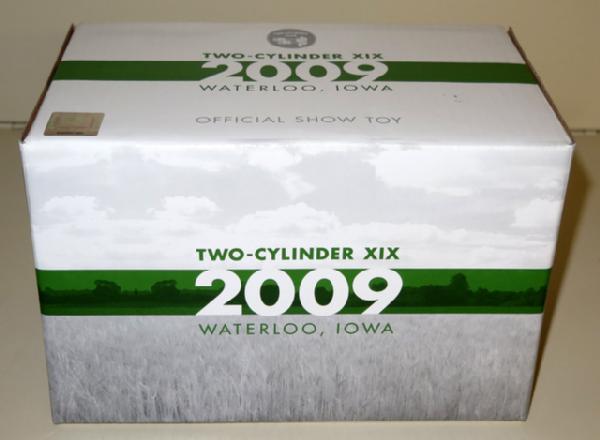 TWO-CYLINDER XIX
2009
WATERLOO, IOWA
OFFICIAL SHOW TOY
TWO-CYLINDER XIX
2009
WATERLOO, IOWA